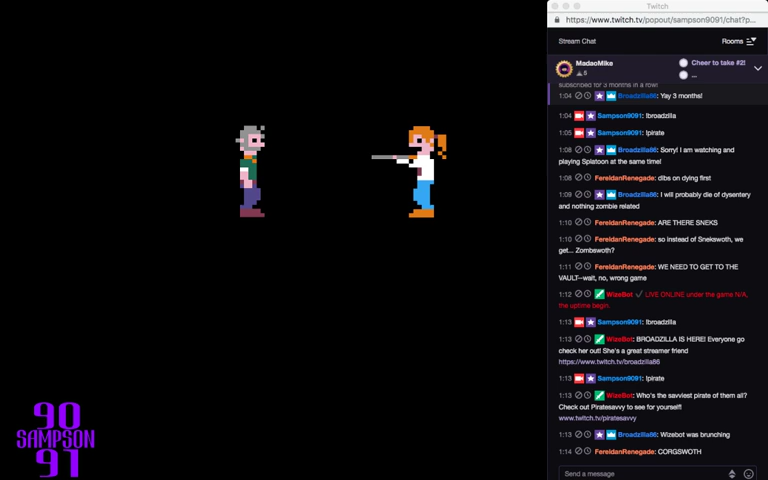 Twitch
https://www.twitch.tv/popout/sampson9091/chat?p...
Stream Chat
Rooms
MadaoMike
6
Cheer to take #2!
...
subscribed for 3 months in a row!
1:04 Broadzilla86: Yay 3 months!
1:04 Sampson9091: !broadzilla
1:05 Sampson9091: !pirate
1:08 Broadzilla86: Sorry! I am watching and
playing Splatoon at the same time!
1:08 FereldanRenegade: dibs on dying first
1:09 Broadzilla86: I will probably die of dysentery
and nothing zombie related
1:10 FereldanRenegade: ARE THERE SNEKS
1:10 FereldanRenegade: so instead of Snekswoth, we
get... Zombswoth?
1:11 FereldanRenegade: WE NEED TO GET TO THE
VAULT--wait, no, wrong game
1:12 WizeBot LIVE ONLINE under the game N/A,
the uptime begin.
1:13 Sampson9091: !broadzilla
1:13 WizeBot: BROADZILLA IS HERE! Everyone go
check her out! She's a great streamer friend
https://www.twitch.tv/broadzilla86
1:13 Sampson9091: !pirate
1:13 WizeBot: Who's the savviest pirate of them all?
Check out Piratesavvy to see for yourself!
www.twitch.tv/piratesavvy
1:13 Broadzilla86: Wizebot was brunching
1:14 FereldanRenegade: CORGSWOTH
Send a message
90
SAMPSON
91